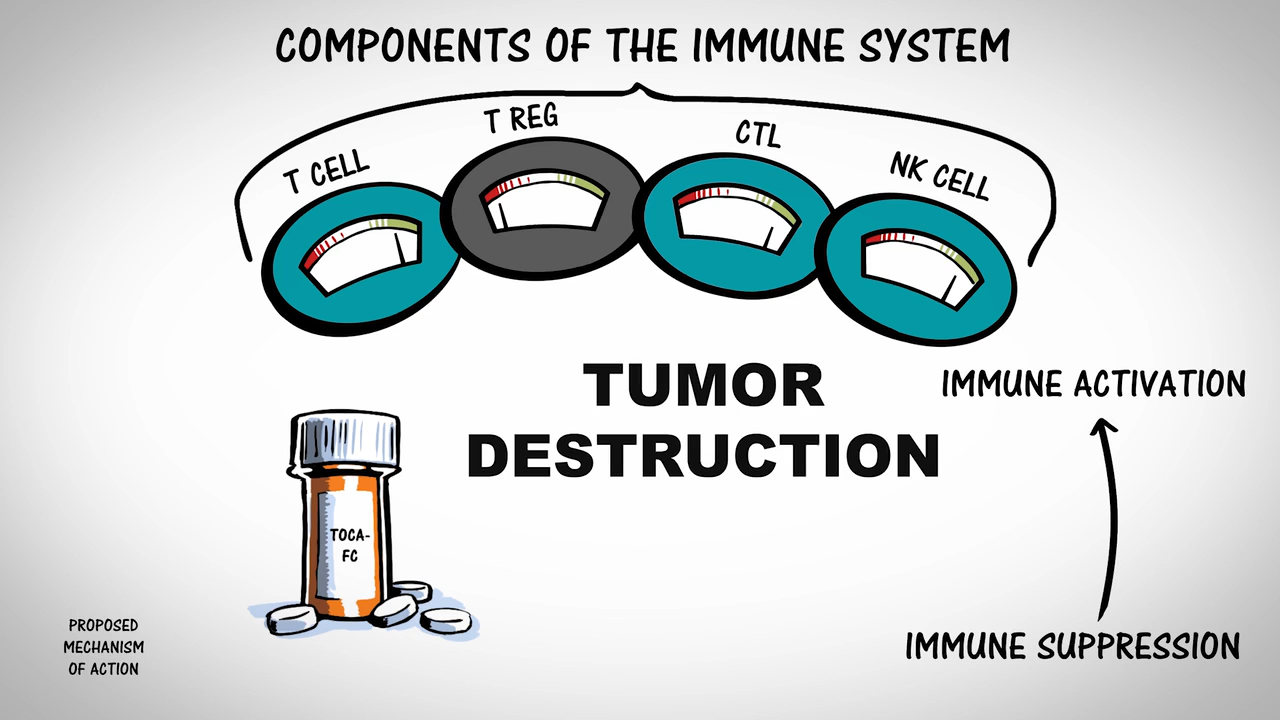 COMPONENTS OF THE IMMUNE SYSTEM
T CELL
T REG
CTL
NK CELL
TUMOR
DESTRUCTION
IMMUNE ACTIVATION
IMMUNE SUPPRESSION
TOCA-
FC
PROPOSED
MECHANISM
OF ACTION